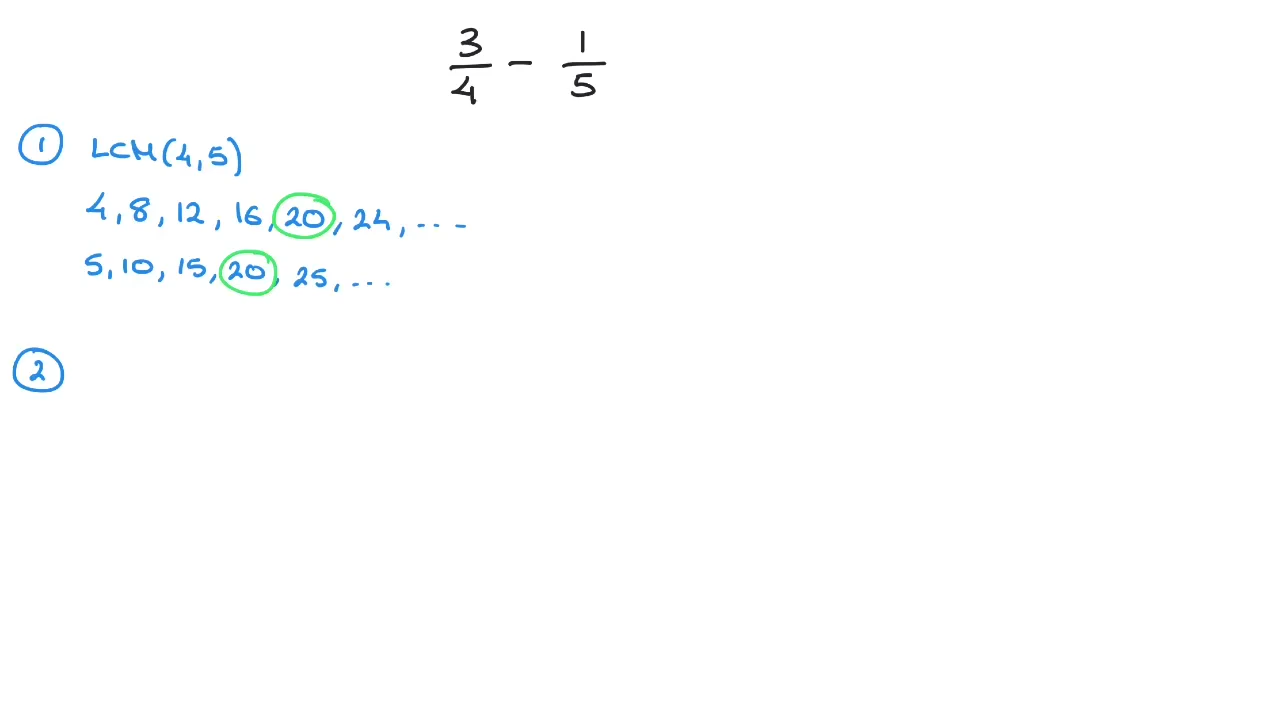 3/4 - 1/5
1 LCM(4,5)
4, 8, 12, 16, 20, 24, ...
5, 10, 15, 20, 25, ...
2